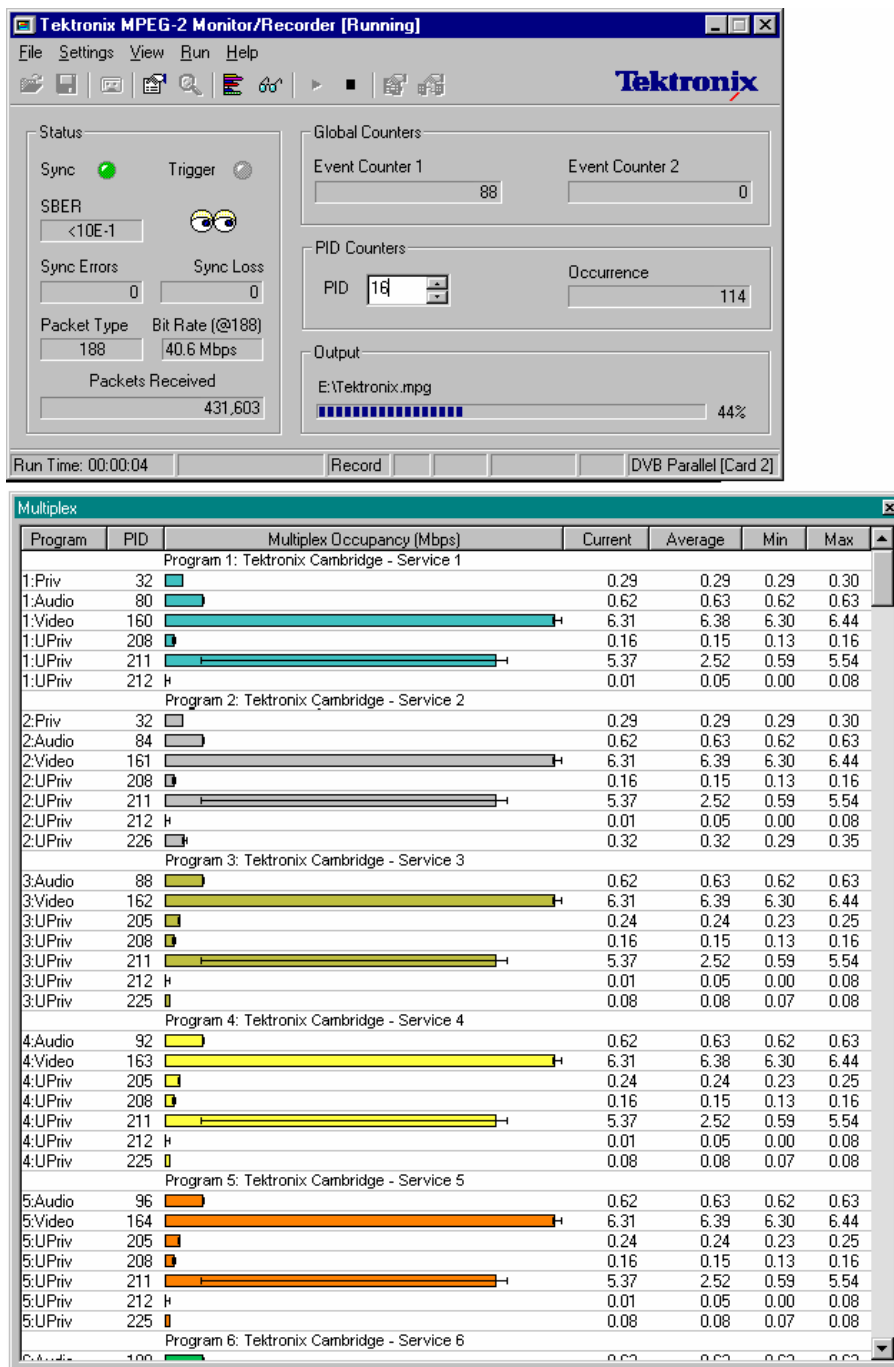 Tektronix MPEG-2 Monitor/Recorder [Running]
File Settings View Run Help
Tektronix
Status
Sync Trigger
SBER
<10E-1
Sync Errors Sync Loss
0 0
Packet Type Bit Rate (@188)
188 40.6 Mbps
Packets Received
431,603
Global Counters
Event Counter 1 Event Counter 2
88 0
PID Counters
PID 16 Occurrence
114
Output
E:\Tektronix.mpg
44%
Run Time: 00:00:04 Record DVB Parallel [Card 2]
Multiplex
Program PID Multiplex Occupancy (Mbps) Current Average Min Max
Program 1: Tektronix Cambridge - Service 1
1:Priv 32 0.29 0.29 0.29 0.30
1:Audio 80 0.62 0.63 0.62 0.63
1:Video 160 6.31 6.38 6.30 6.44
1:UPriv 208 0.16 0.15 0.13 0.16
1:UPriv 211 5.37 2.52 0.59 5.54
1:UPriv 212 0.01 0.05 0.00 0.08
Program 2: Tektronix Cambridge - Service 2
2:Priv 32 0.29 0.29 0.29 0.30
2:Audio 84 0.62 0.63 0.62 0.63
2:Video 161 6.31 6.39 6.30 6.44
2:UPriv 208 0.16 0.15 0.13 0.16
2:UPriv 211 5.37 2.52 0.59 5.54
2:UPriv 212 0.01 0.05 0.00 0.08
2:UPriv 226 0.32 0.32 0.29 0.35
Program 3: Tektronix Cambridge - Service 3
3:Audio 88 0.62 0.63 0.62 0.63
3:Video 162 6.31 6.39 6.30 6.44
3:UPriv 205 0.24 0.24 0.23 0.25
3:UPriv 208 0.16 0.15 0.13 0.16
3:UPriv 211 5.37 2.52 0.59 5.54
3:UPriv 212 0.01 0.05 0.00 0.08
3:UPriv 225 0.08 0.08 0.07 0.08
Program 4: Tektronix Cambridge - Service 4
4:Audio 92 0.62 0.63 0.62 0.63
4:Video 163 6.31 6.38 6.30 6.44
4:UPriv 205 0.24 0.24 0.23 0.25
4:UPriv 208 0.16 0.15 0.13 0.16
4:UPriv 211 5.37 2.52 0.59 5.54
4:UPriv 212 0.01 0.05 0.00 0.08
4:UPriv 225 0.08 0.08 0.07 0.08
Program 5: Tektronix Cambridge - Service 5
5:Audio 96 0.62 0.63 0.62 0.63
5:Video 164 6.31 6.39 6.30 6.44
5:UPriv 205 0.24 0.24 0.23 0.25
5:UPriv 208 0.16 0.15 0.13 0.16
5:UPriv 211 5.37 2.52 0.59 5.54
5:UPriv 212 0.01 0.05 0.00 0.08
5:UPriv 225 0.08 0.08 0.07 0.08
Program 6: Tektronix Cambridge - Service 6